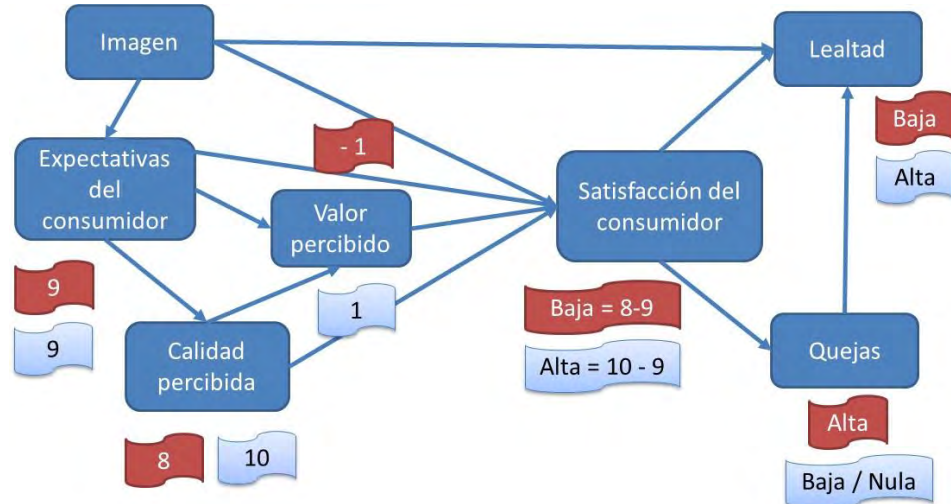 Imagen
Lealtad
Baja
Alta
- 1
Expectativas
del
consumidor
Valor
percibido
Satisfacción del
consumidor
9
9
1
Baja = 8-9
Alta = 10 - 9
Calidad
percibida
Quejas
8
10
Alta
Baja / Nula